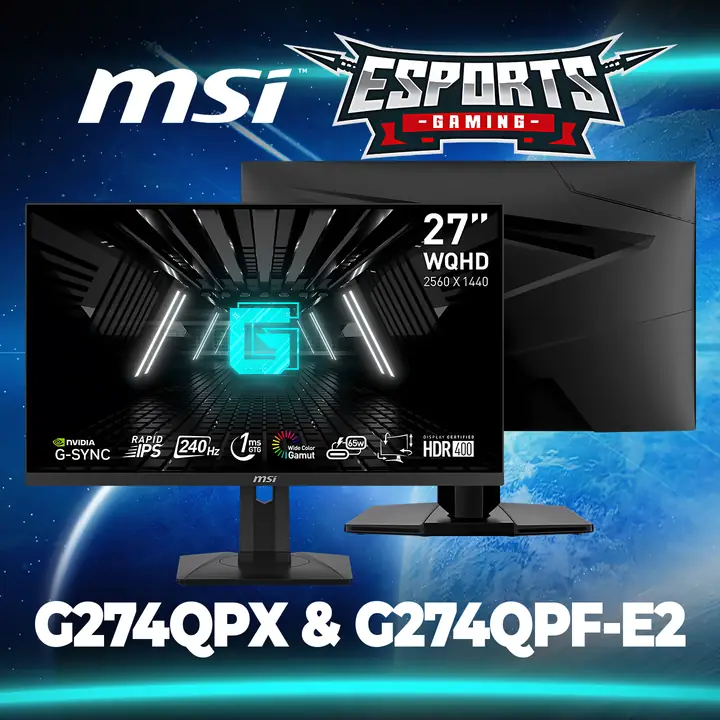 msi™
ESPORTS
- GAMING -
27”
WQHD
2560 X 1440
NVIDIA
G-SYNC
RAPID
IPS
240Hz
1ms
GTG
Wide Color
Gamut
65W
DISPLAY CERTIFIED
HDR 400
msi
G274QPX & G274QPF-E2